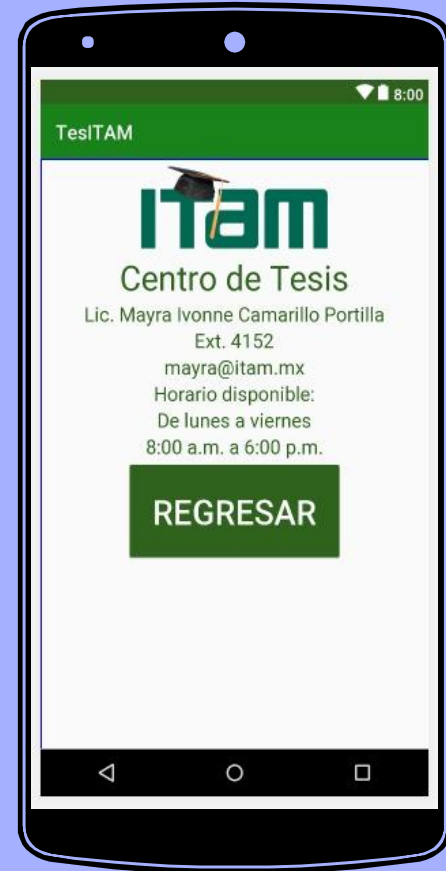 8:00
TesITAM
ITAM
Centro de Tesis
Lic. Mayra Ivonne Camarillo Portilla
Ext. 4152
mayra@itam.mx
Horario disponible:
De lunes a viernes
8:00 a.m. a 6:00 p.m.
REGRESAR